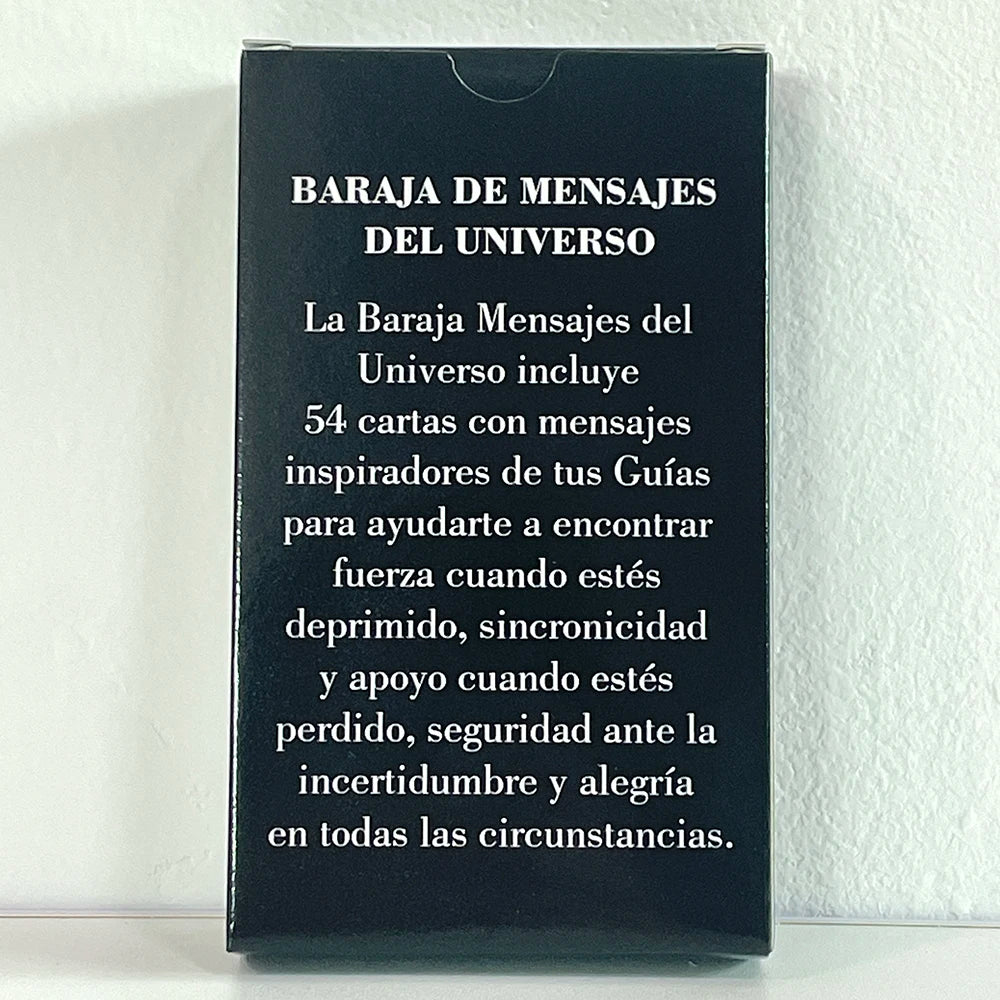 BARAJA DE MENSAJES
DEL UNIVERSO
La Baraja Mensajes del
Universo incluye
54 cartas con mensajes
inspiradores de tus Guías
para ayudarte a encontrar
fuerza cuando estés
deprimido, sincronicidad
y apoyo cuando estés
perdido, seguridad ante la
incertidumbre y alegría
en todas las circunstancias.